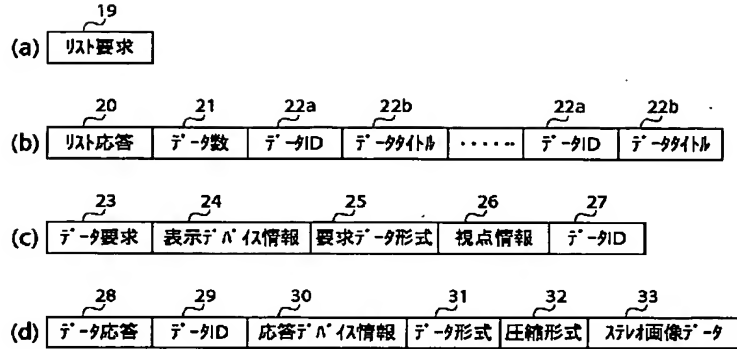 19
(a) リスト要求
20 21 22a 22b 22a 22b
(b) リスト応答 データ数 データID データタイトル ・・・・・・ データID データタイトル
23 24 25 26 27
(c) データ要求 表示デバイス情報 要求データ形式 視点情報 データID
28 29 30 31 32 33
(d) データ応答 データID 応答デバイス情報 データ形式 圧縮形式 ステレオ画像データ